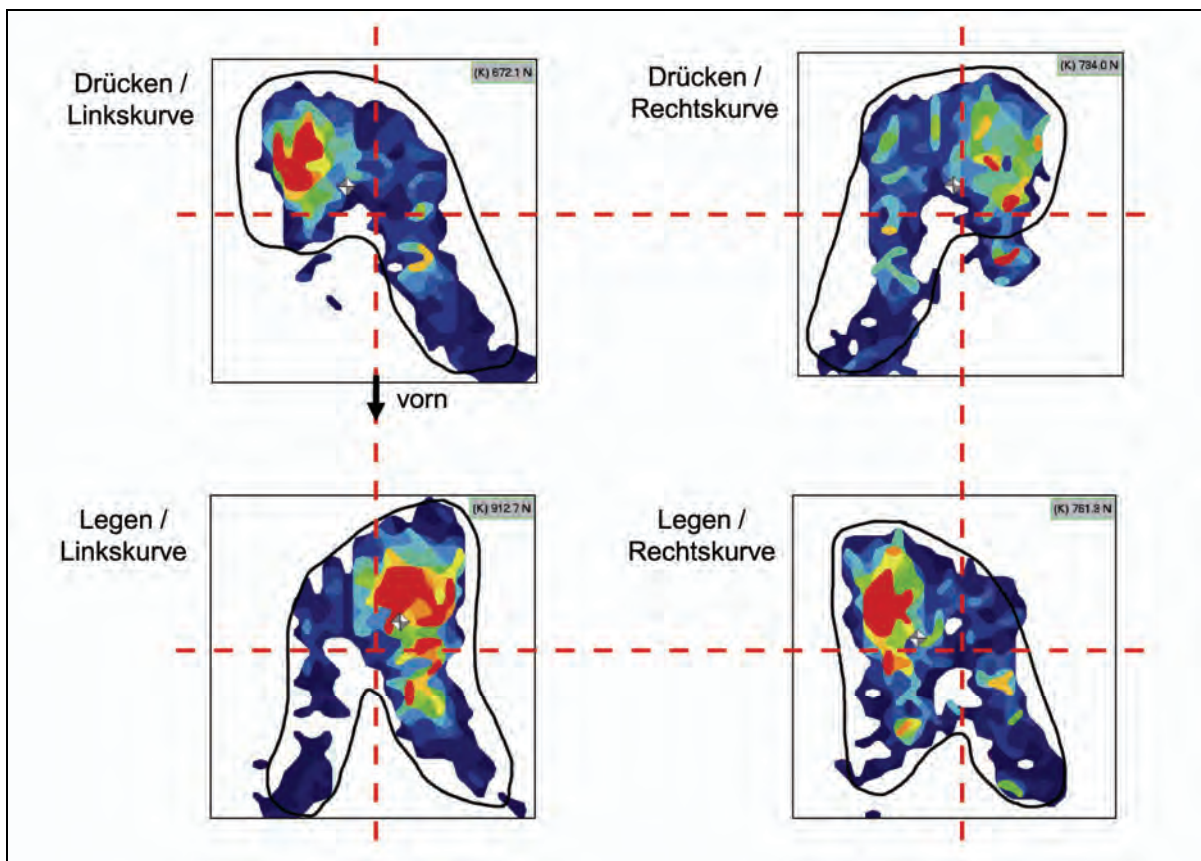 Drücken /
Linkskurve
(K) 672.1 N
Drücken /
Rechtskurve
(K) 734.0 N
vorn
Legen /
Linkskurve
(K) 912.7 N
Legen /
Rechtskurve
(K) 761.3 N